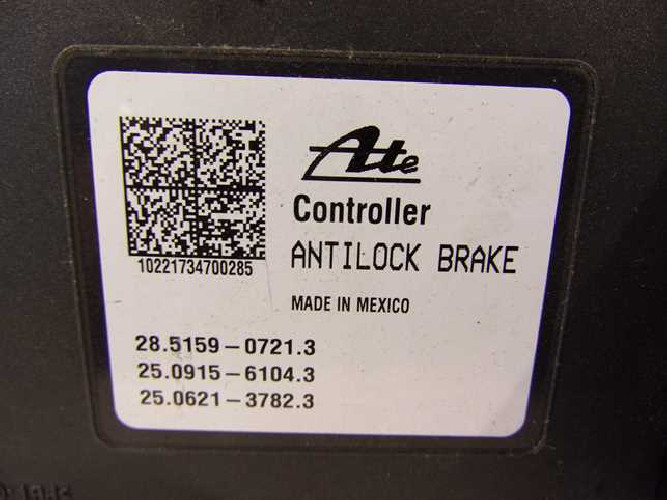 Ate
Controller
ANTILOCK BRAKE
10221734700285
MADE IN MEXICO
28.5159-0721.3
25.0915-6104.3
25.0621-3782.3